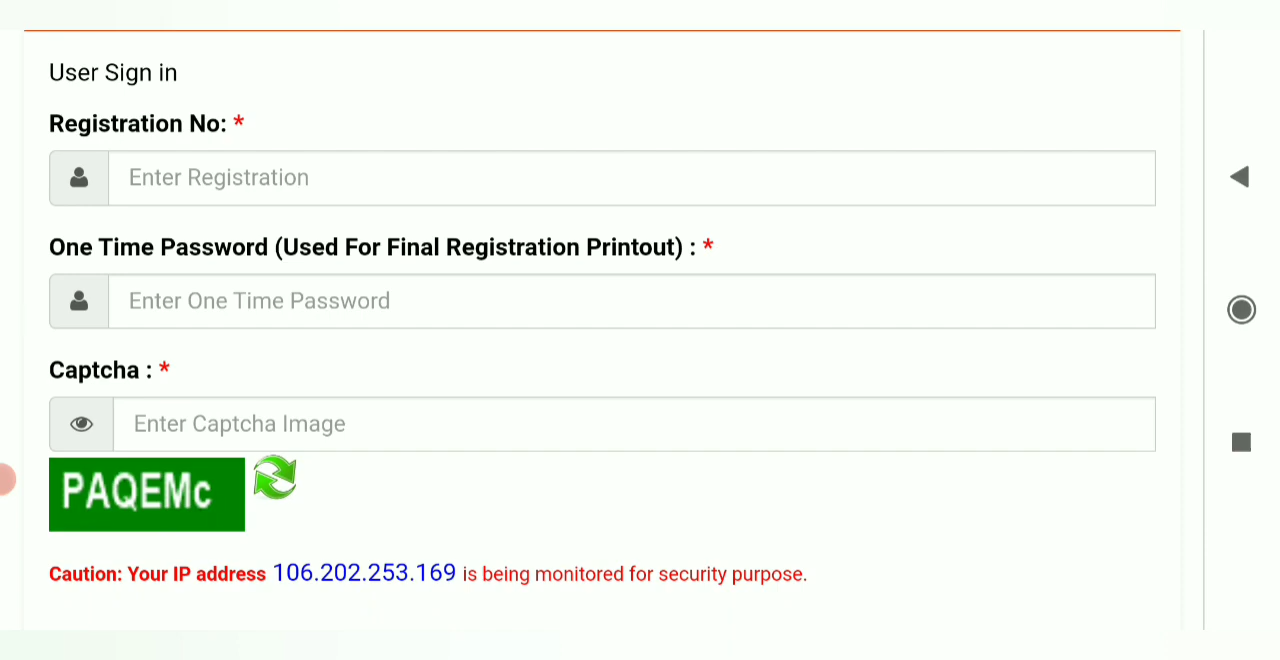 User Sign in
Registration No: *
Enter Registration
One Time Password (Used For Final Registration Printout) : *
Enter One Time Password
Captcha : *
Enter Captcha Image
PAQEMc
Caution: Your IP address 106.202.253.169 is being monitored for security purpose.